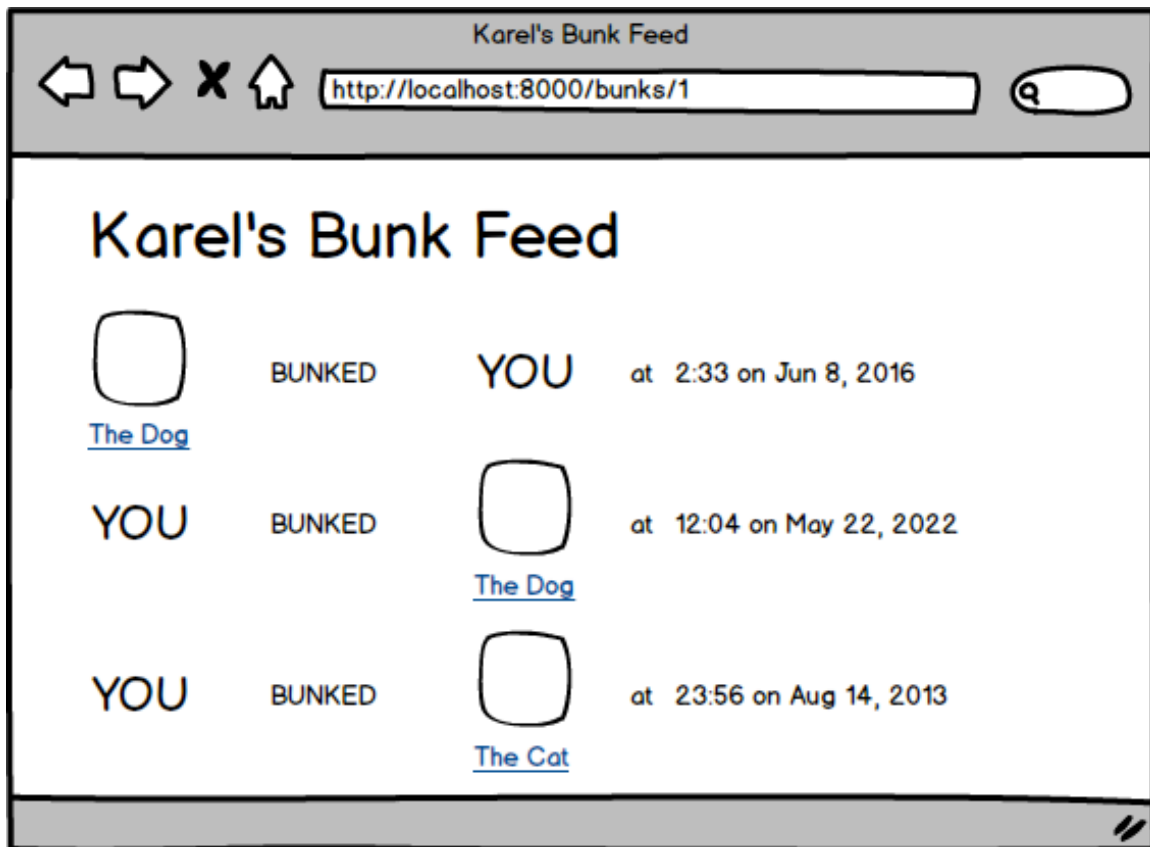 Karel's Bunk Feed
http://localhost:8000/bunks/1
Karel's Bunk Feed
BUNKED YOU at 2:33 on Jun 8, 2016
The Dog
YOU BUNKED at 12:04 on May 22, 2022
The Dog
YOU BUNKED at 23:56 on Aug 14, 2013
The Cat